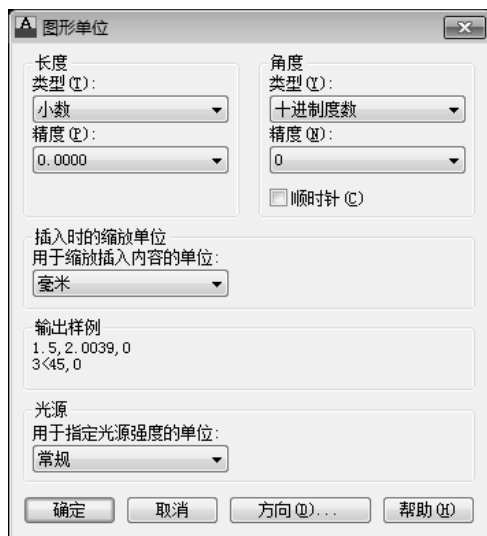 图形单位
长度
类型(T):
小数
精度(P):
0.0000
角度
类型(Y):
十进制度数
精度(N):
0
顺时针(C)
插入时的缩放单位
用于缩放插入内容的单位:
毫米
输出样例
1.5,2.0039,0
3<45,0
光源
用于指定光源强度的单位:
常规
确定 取消 方向(D)... 帮助(H)